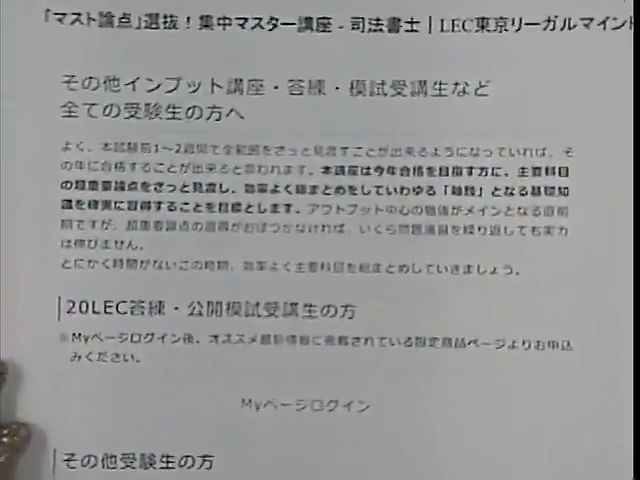 「マスト論点」選抜！集中マスター講座 - 司法書士｜LEC東京リーガルマインド
その他インプット講座・答練・模試受講生など
全ての受験生の方へ
よく、本試験前1～2週間で全範囲をざっと見渡すことが出来るようになっていれば、そ
の年に合格することが出来ると言われます。本講座は今年合格を目指す方に、主要科目
の超重要論点をざっと見渡し、効率よく総まとめをしていわゆる「軸肢」となる基礎知
識を確実に習得することを目標とします。アウトプット中心の勉強がメインとなる直前
期ですが、超重要論点の習得がおぼつかなければ、いくら問題演習を繰り返しても実力
は伸びません。
とにかく時間がないこの時期、効率よく主要科目を総まとめしていきましょう。
20LEC答練・公開模試受講生の方
※Myページログイン後、オススメ最新情報に掲載されている限定商品ページよりお申込
みください。
Myページログイン
その他受験生の方